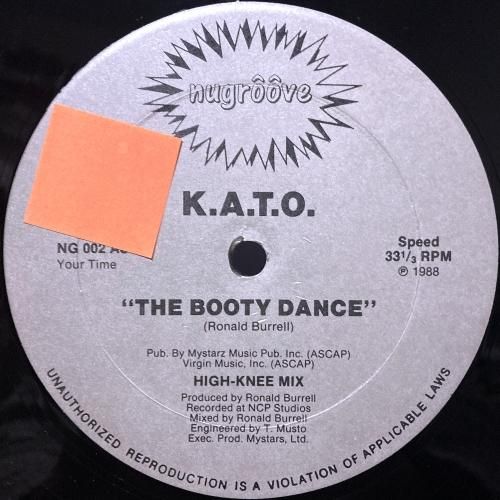 nugrôôve
K.A.T.O.
NG 002
Your Time
Speed
33 1/3 RPM
℗ 1988
"THE BOOTY DANCE"
(Ronald Burrell)
Pub. By Mystarz Music Pub. Inc. (ASCAP)
Virgin Music, Inc. (ASCAP)
HIGH-KNEE MIX
Produced by Ronald Burrell
Recorded at NCP Studios
Mixed by Ronald Burrell
Engineered by T. Musto
Exec. Prod. Mystars, Ltd.
UNAUTHORIZED REPRODUCTION IS A VIOLATION OF APPLICABLE LAWS